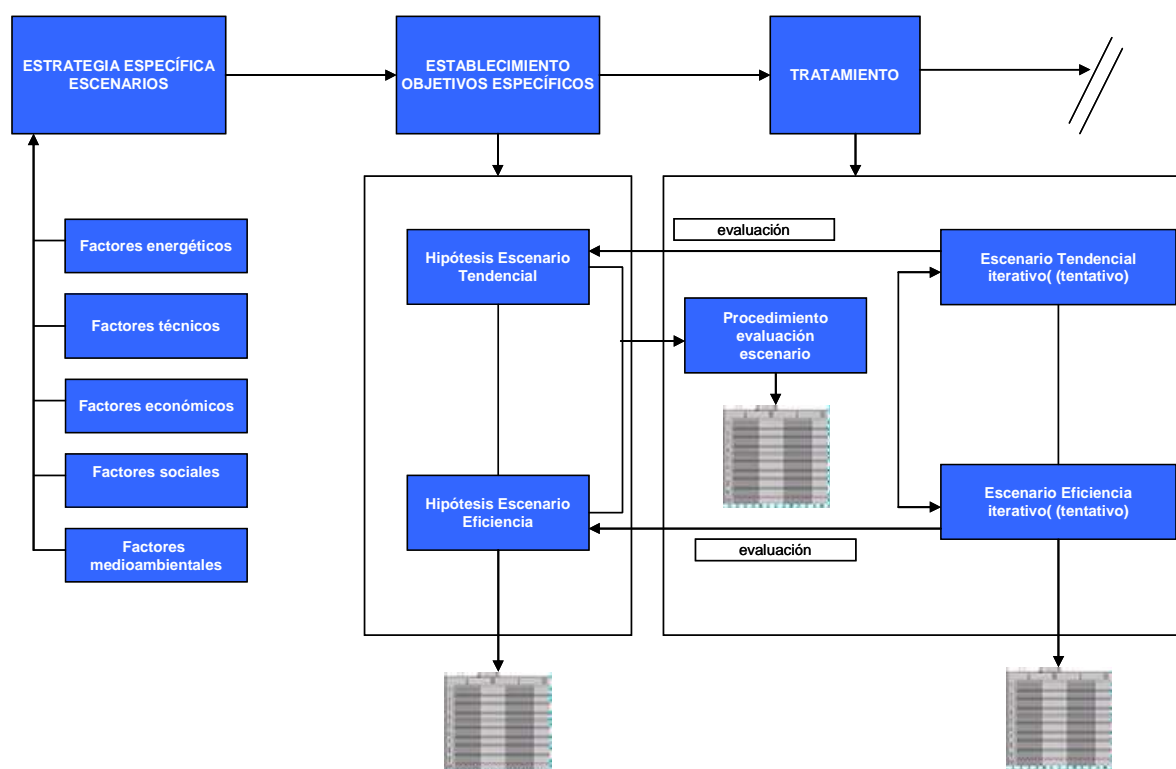 ESTRATEGIA ESPECÍFICA
ESCENARIOS
ESTABLECIMIENTO
OBJETIVOS ESPECÍFICOS
TRATAMIENTO
Factores energéticos
Factores técnicos
Factores económicos
Factores sociales
Factores
medioambientales
Hipótesis Escenario
Tendencial
Hipótesis Escenario
Eficiencia
evaluación
Procedimiento
evaluación
escenario
evaluación
Escenario Tendencial
iterativo( (tentativo)
Escenario Eficiencia
iterativo( (tentativo)